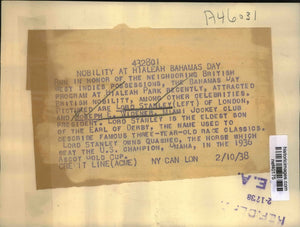 A46031
432801
NOBILITY AT HIALEAH BAHAMAS DAY
RUN IN HONOR OF THE NEIGHBORING BRITISH
WEST INDIES POSSESSIONS, THE BAHAMAS DAY
PROGRAM AT HIALEAH PARK RECENTLY, ATTRACTED
BRITISH NOBILITY, AMONG OTHER CELEBRITIES.
PICTURED ARE LORD STANLEY (LEFT) OF LONDON,
AND JOSEPH E. WIDENER, MIAMI JOCKEY CLUB
PRESIDENT. LORD STANLEY IS THE ELDEST SON
OF THE EARL OF DERBY, THE NAME USED TO
DESCRIBE FAMOUS THREE-YEAR-OLD RACE CLASSICS.
LORD STANLEY OWNS QUASHED, THE HORSE WHICH
BEAT THE U.S. CHAMPION, OMAHA, IN THE 1936
ASCOT GOLD CUP.
CREDIT LINE (ACME) NY CAN LON 2/10/38
E.A.
2-12-38